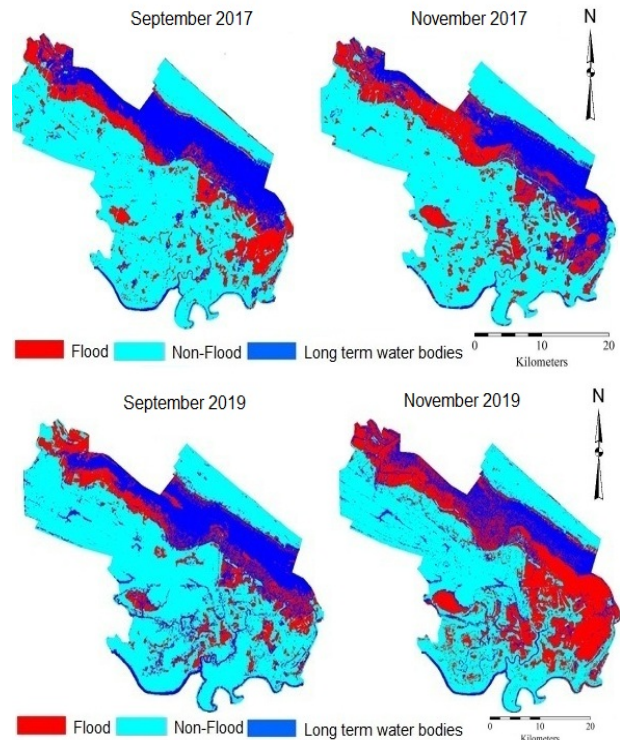 September 2017
November 2017
N
Flood Non-Flood Long term water bodies
0 10 20
Kilometers
September 2019
November 2019
N
Flood Non-Flood Long term water bodies
0 10 20
Kilometers